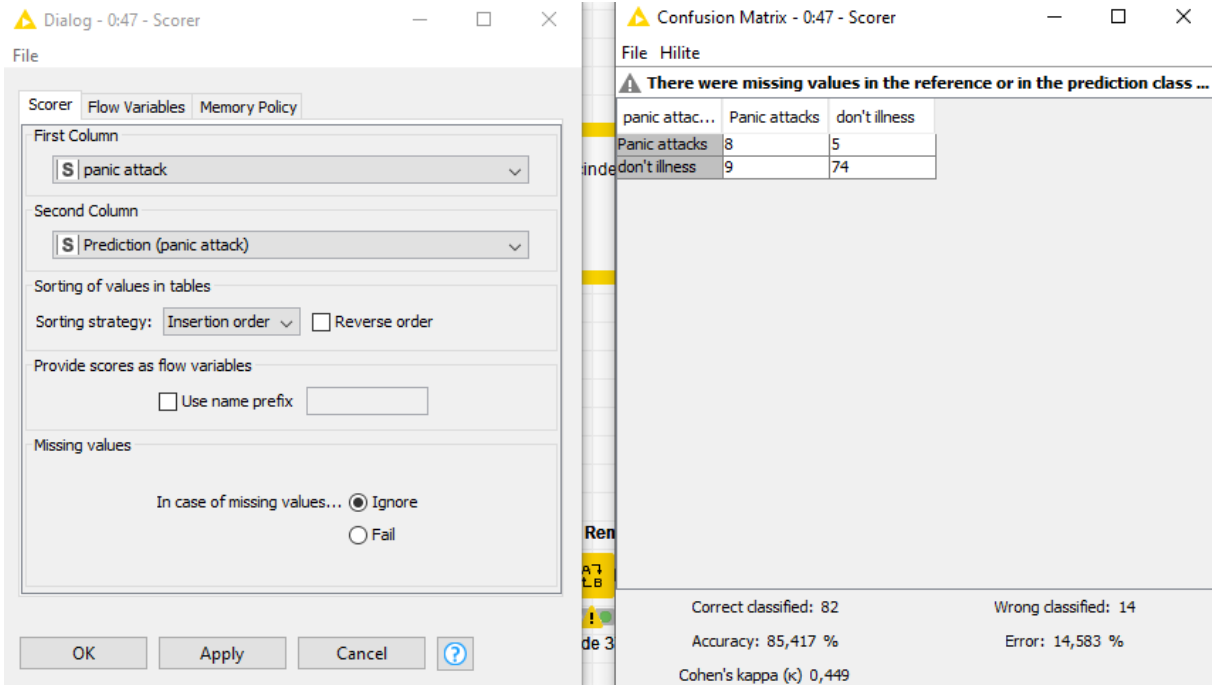 Dialog - 0:47 - Scorer
File
Scorer Flow Variables Memory Policy
First Column
S panic attack
Second Column
S Prediction (panic attack)
Sorting of values in tables
Sorting strategy: Insertion order Reverse order
Provide scores as flow variables
Use name prefix
Missing values
In case of missing values... Ignore
Fail
OK Apply Cancel ?
Ren
A
B
de 3
Confusion Matrix - 0:47 - Scorer
File Hilite
There were missing values in the reference or in the prediction class ...
panic attac... Panic attacks don't illness
Panic attacks 8 5
don't illness 9 74
Correct classified: 82 Wrong classified: 14
Accuracy: 85,417 % Error: 14,583 %
Cohen's kappa (κ) 0,449